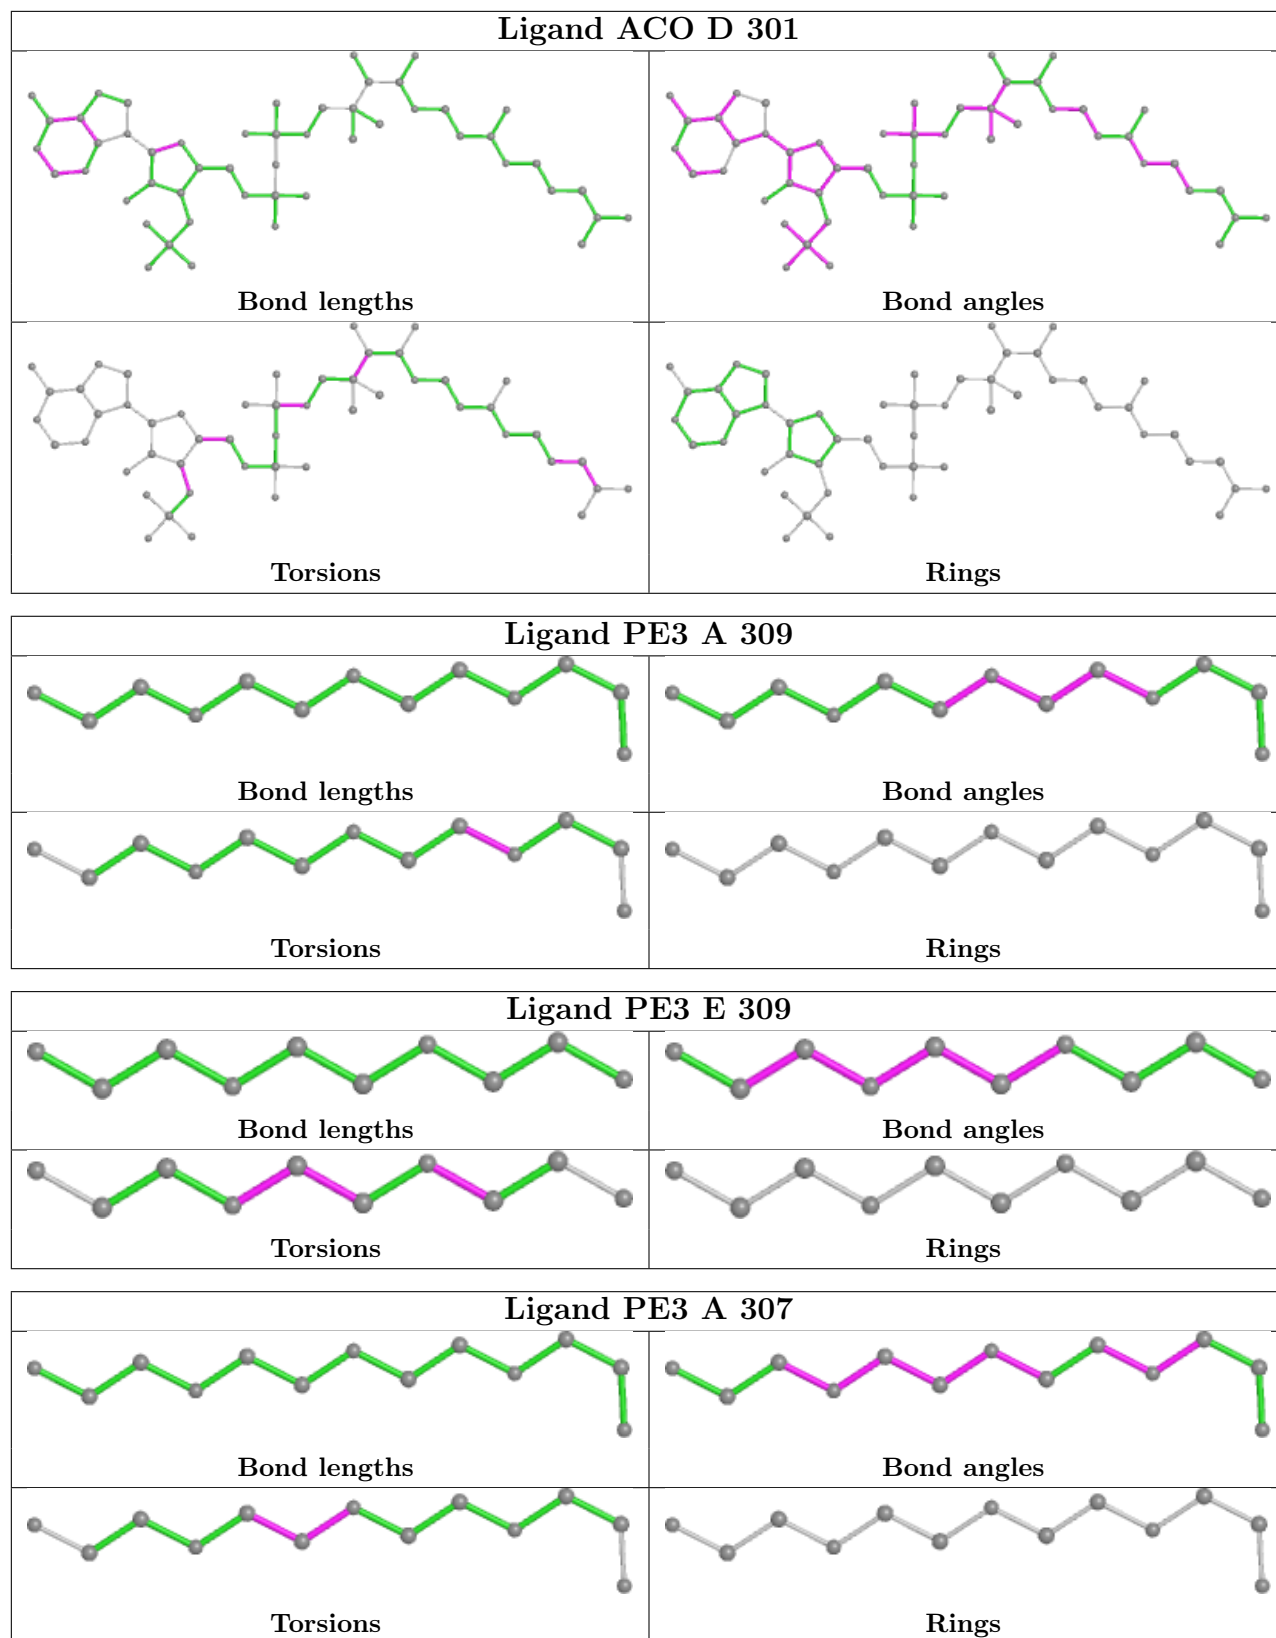 Ligand ACO D 301
Bond lengths
Bond angles
Torsions
Rings
Ligand PE3 A 309
Bond lengths
Bond angles
Torsions
Rings
Ligand PE3 E 309
Bond lengths
Bond angles
Torsions
Rings
Ligand PE3 A 307
Bond lengths
Bond angles
Torsions
Rings